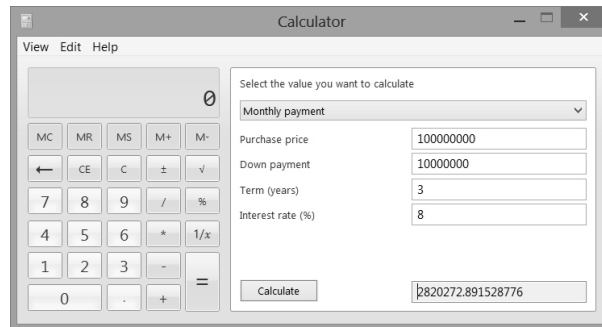 Calculator
View Edit Help
0
Select the value you want to calculate
Monthly payment
Purchase price 100000000
Down payment 10000000
Term (years) 3
Interest rate (%) 8
Calculate 2820272.891528776
MC MR MS M+ M-
← CE C ± √
7 8 9 / %
4 5 6 * 1/x
1 2 3 - =
0 . +